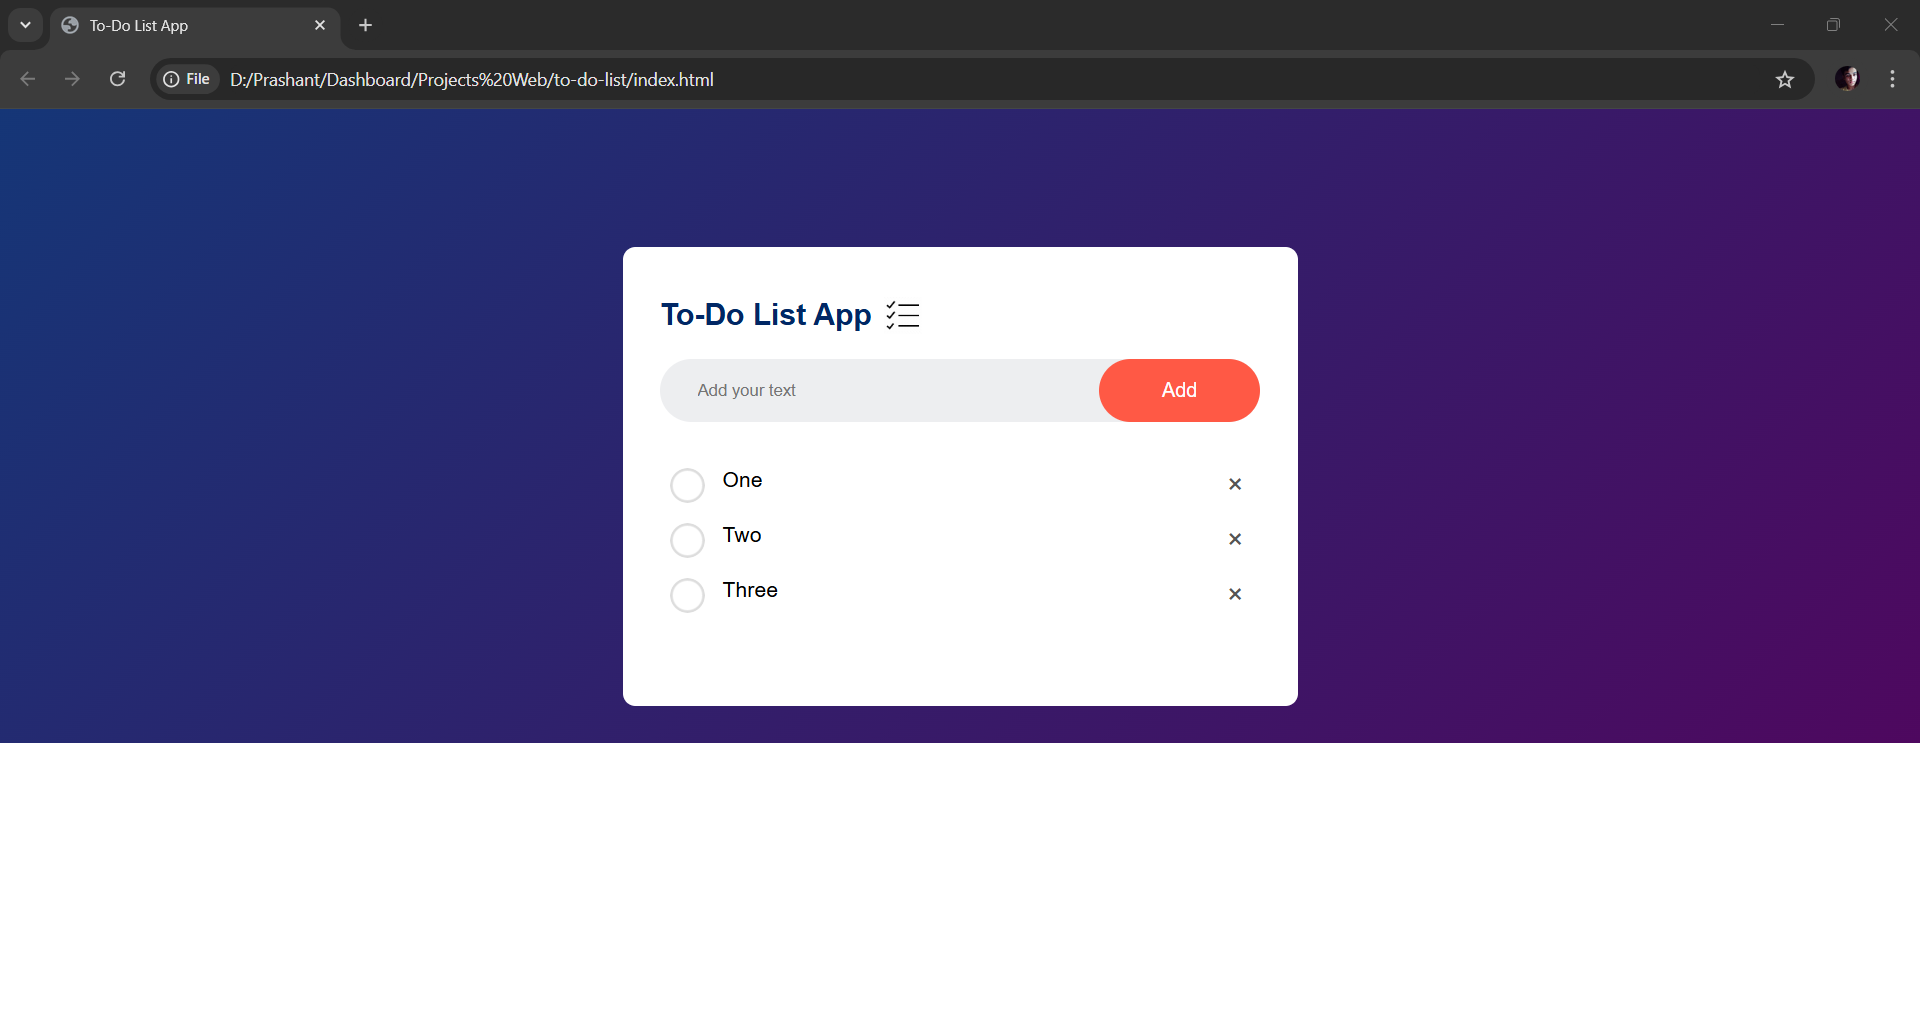 To-Do List App
File D:/Prashant/Dashboard/Projects%20Web/to-do-list/index.html
To-Do List App
Add your text Add
One
Two
Three